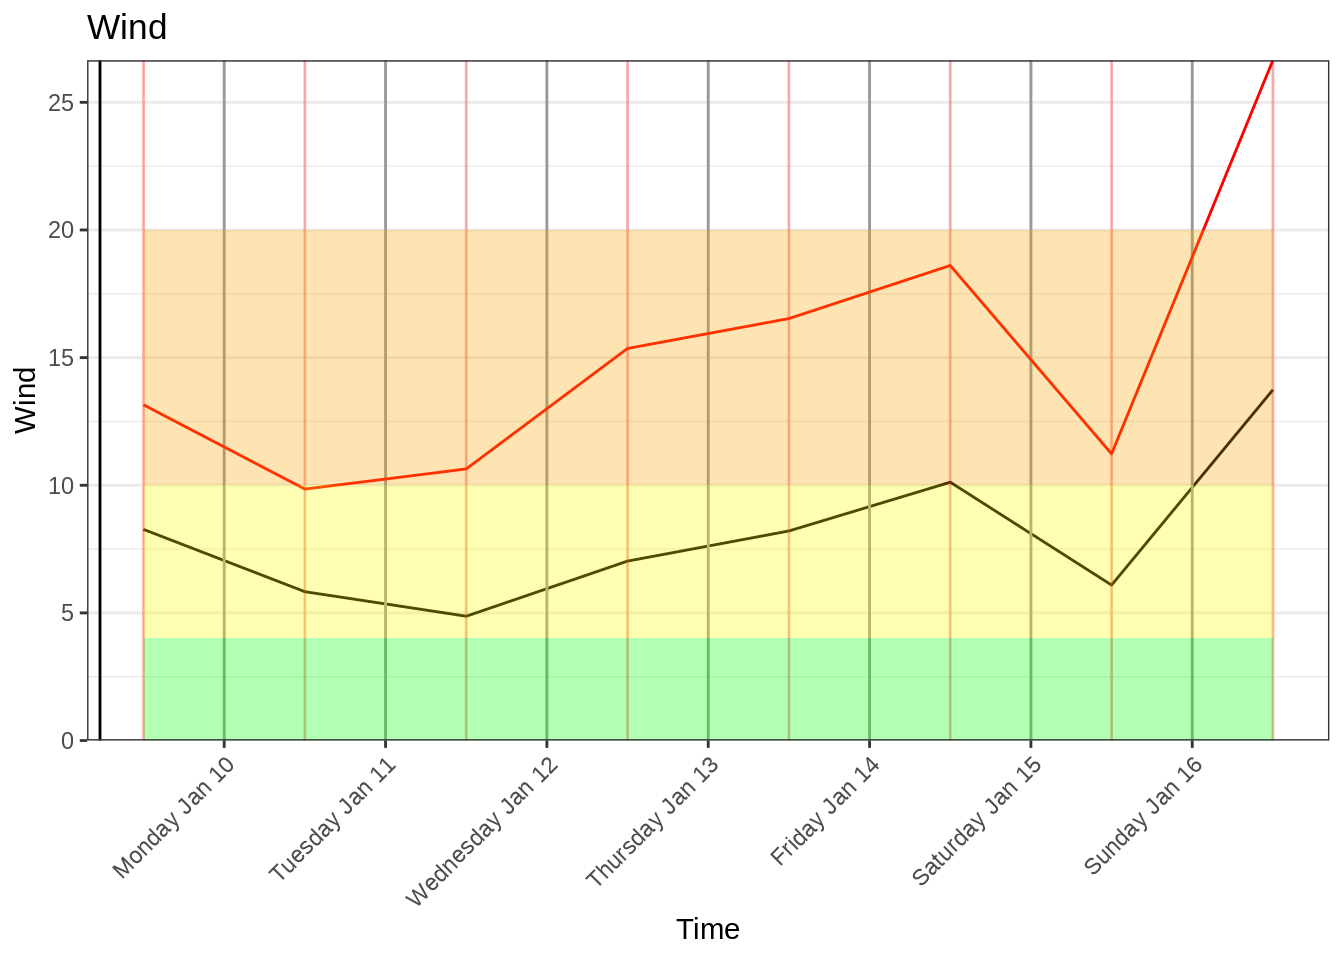 Wind
25
20
15
10
5
0
Wind
Monday Jan 10
Tuesday Jan 11
Wednesday Jan 12
Thursday Jan 13
Friday Jan 14
Saturday Jan 15
Sunday Jan 16
Time